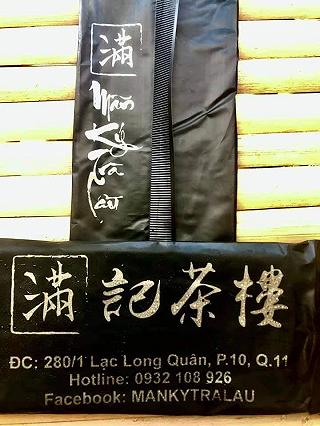 滿
Mãn
Ký
Trà
Lầu
滿 記茶樓
ĐC: 280/1 Lạc Long Quân, P.10, Q.11
Hotline: 0932 108 926
Facebook: MANKYTRALAU